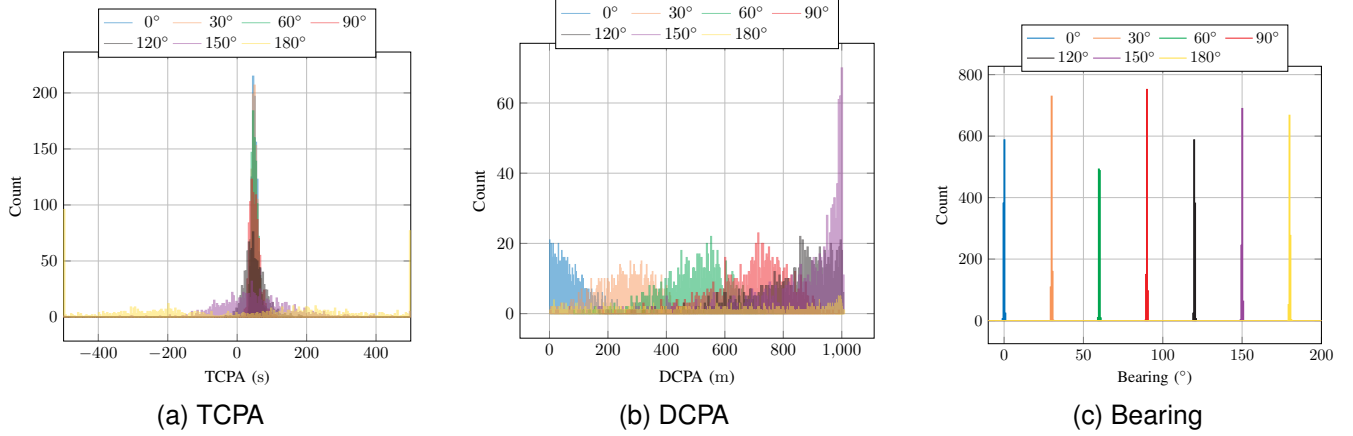 0° 30° 60° 90°
120° 150° 180°
200
150
100
50
0
Count
−400 −200 0 200 400
TCPA (s)
(a) TCPA
0° 30° 60° 90°
120° 150° 180°
60
40
20
0
Count
0 200 400 600 800 1,000
DCPA (m)
(b) DCPA
0° 30° 60° 90°
120° 150° 180°
800
600
400
200
0
Count
0 50 100 150 200
Bearing (°)
(c) Bearing